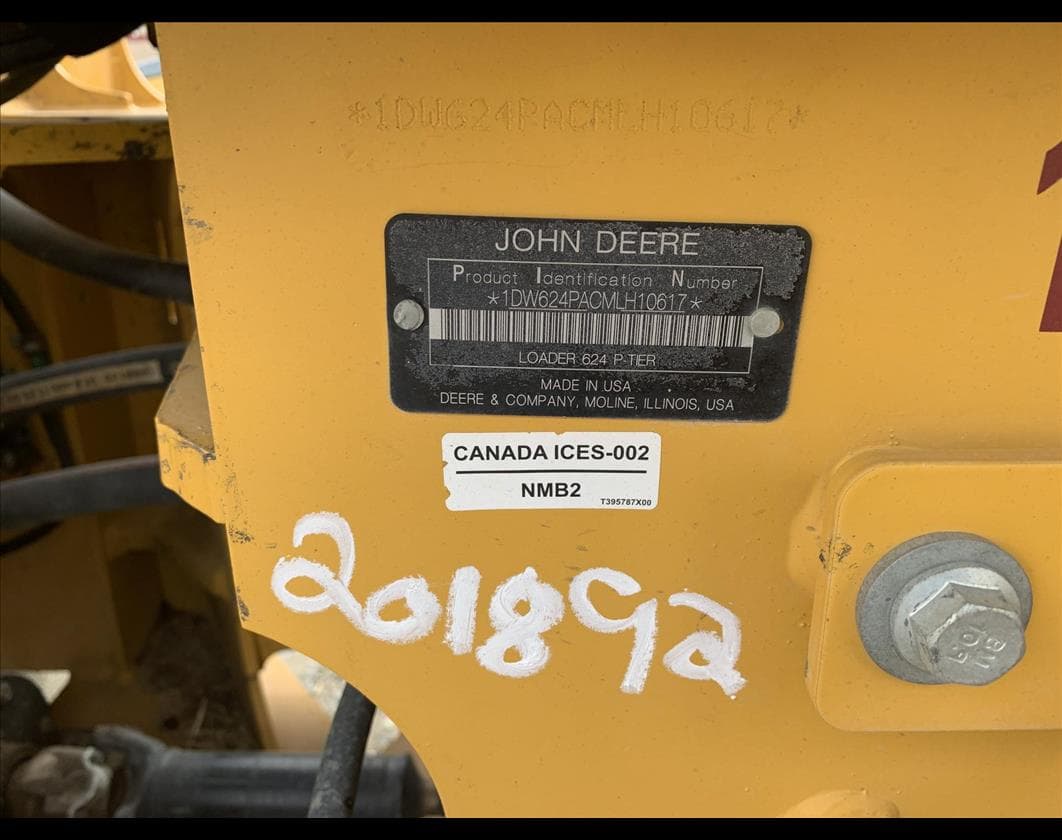 *1DW624PACMLH10617*
JOHN DEERE
Product Identification Number
*1DW624PACMLH10617*
LOADER 624 P-TIER
MADE IN USA
DEERE & COMPANY, MOLINE, ILLINOIS, USA
CANADA ICES-002
NMB2
T395787X00
201892